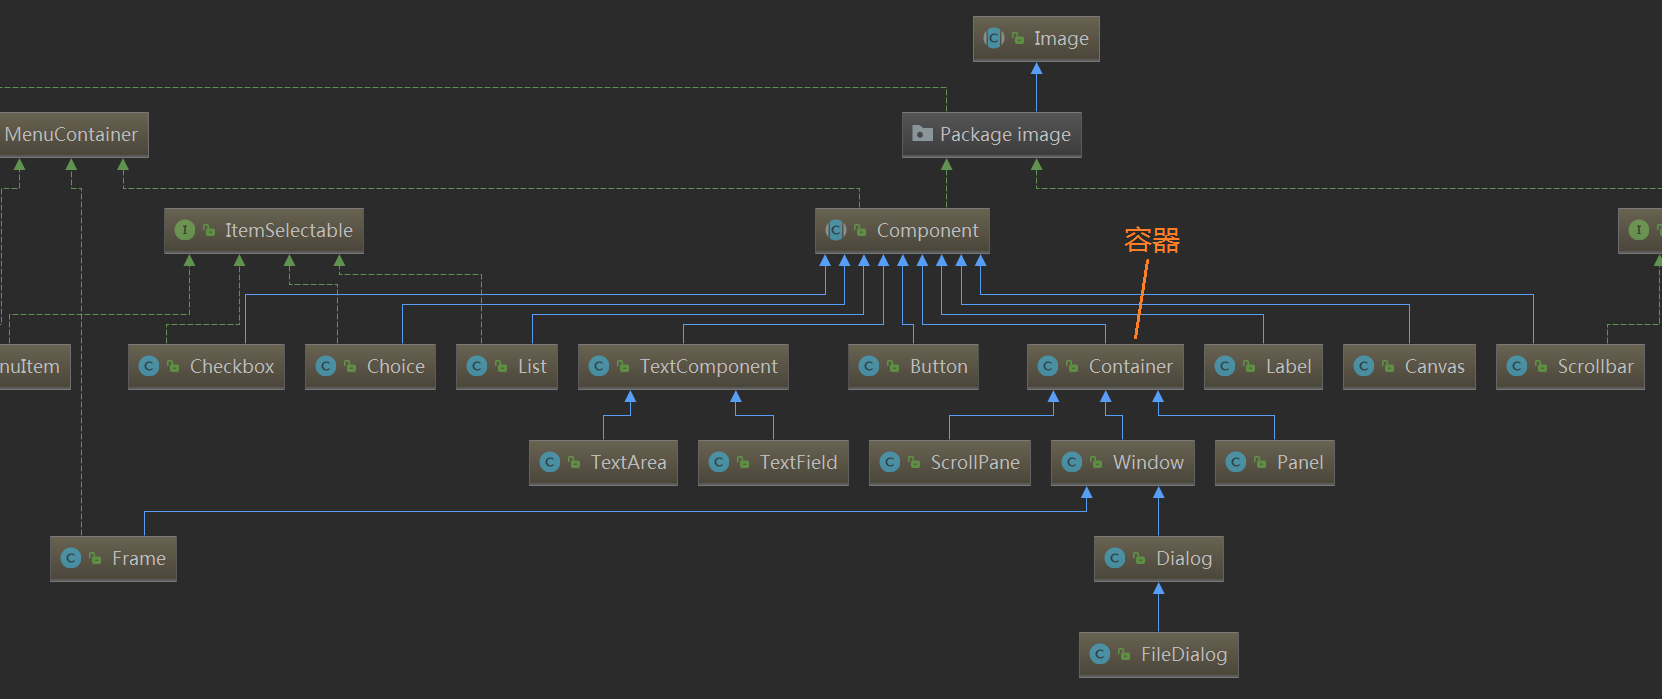 Image
MenuContainer
Package image
ItemSelectable
Component
容器
nuItem
Checkbox
Choice
List
TextComponent
Button
Container
Label
Canvas
Scrollbar
TextArea
TextField
ScrollPane
Window
Panel
Frame
Dialog
FileDialog